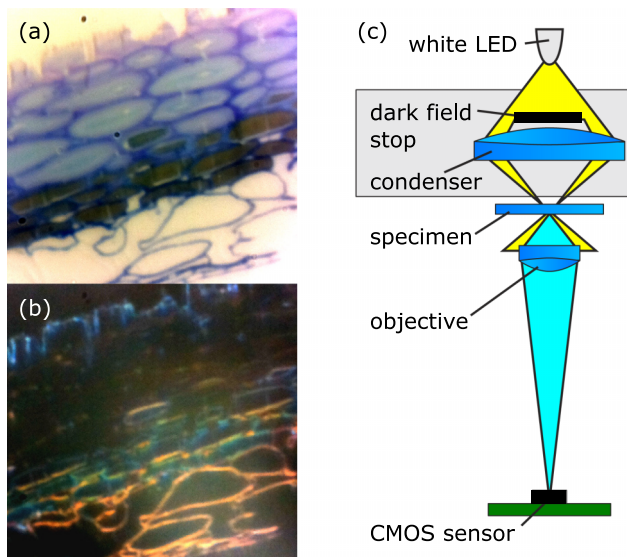 (a)
(b)
(c)
white LED
dark field
stop
condenser
specimen
objective
CMOS sensor